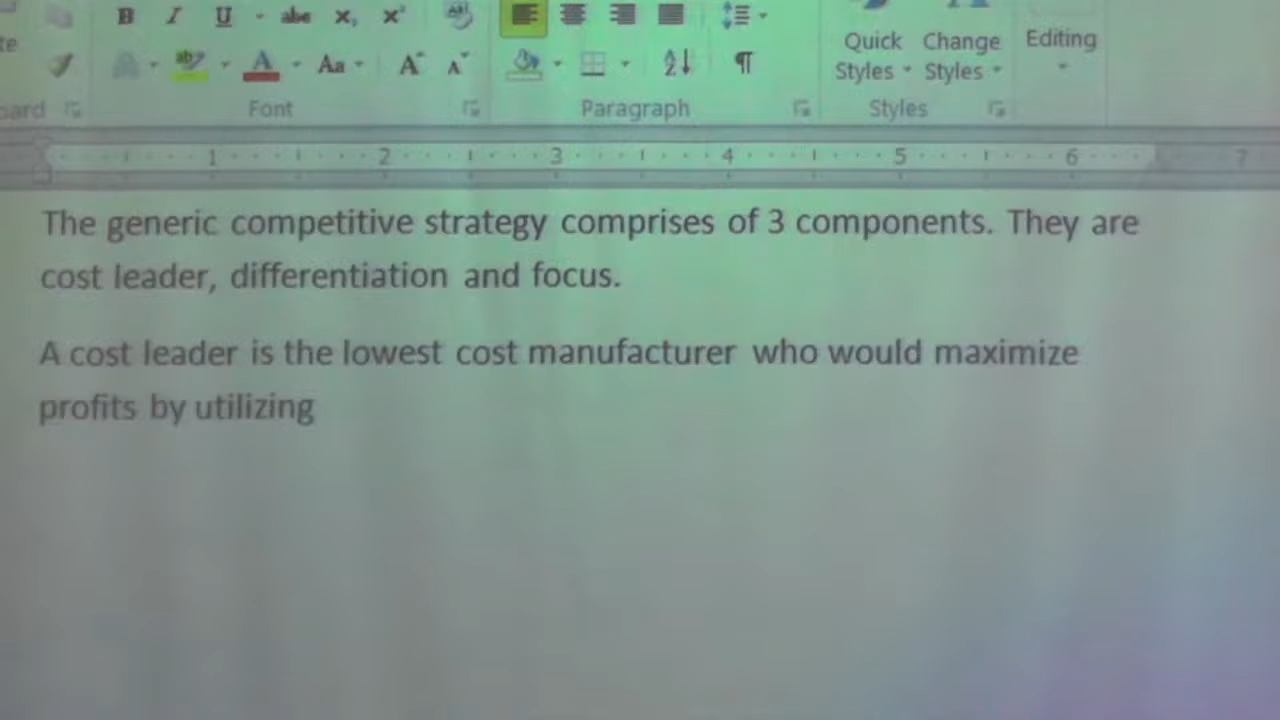 B I U abc x, x
Aa A A
Quick Change Editing
Styles Styles
Font Paragraph Styles
1 2 3 4 5 6 7
The generic competitive strategy comprises of 3 components. They are
cost leader, differentiation and focus.
A cost leader is the lowest cost manufacturer who would maximize
profits by utilizing